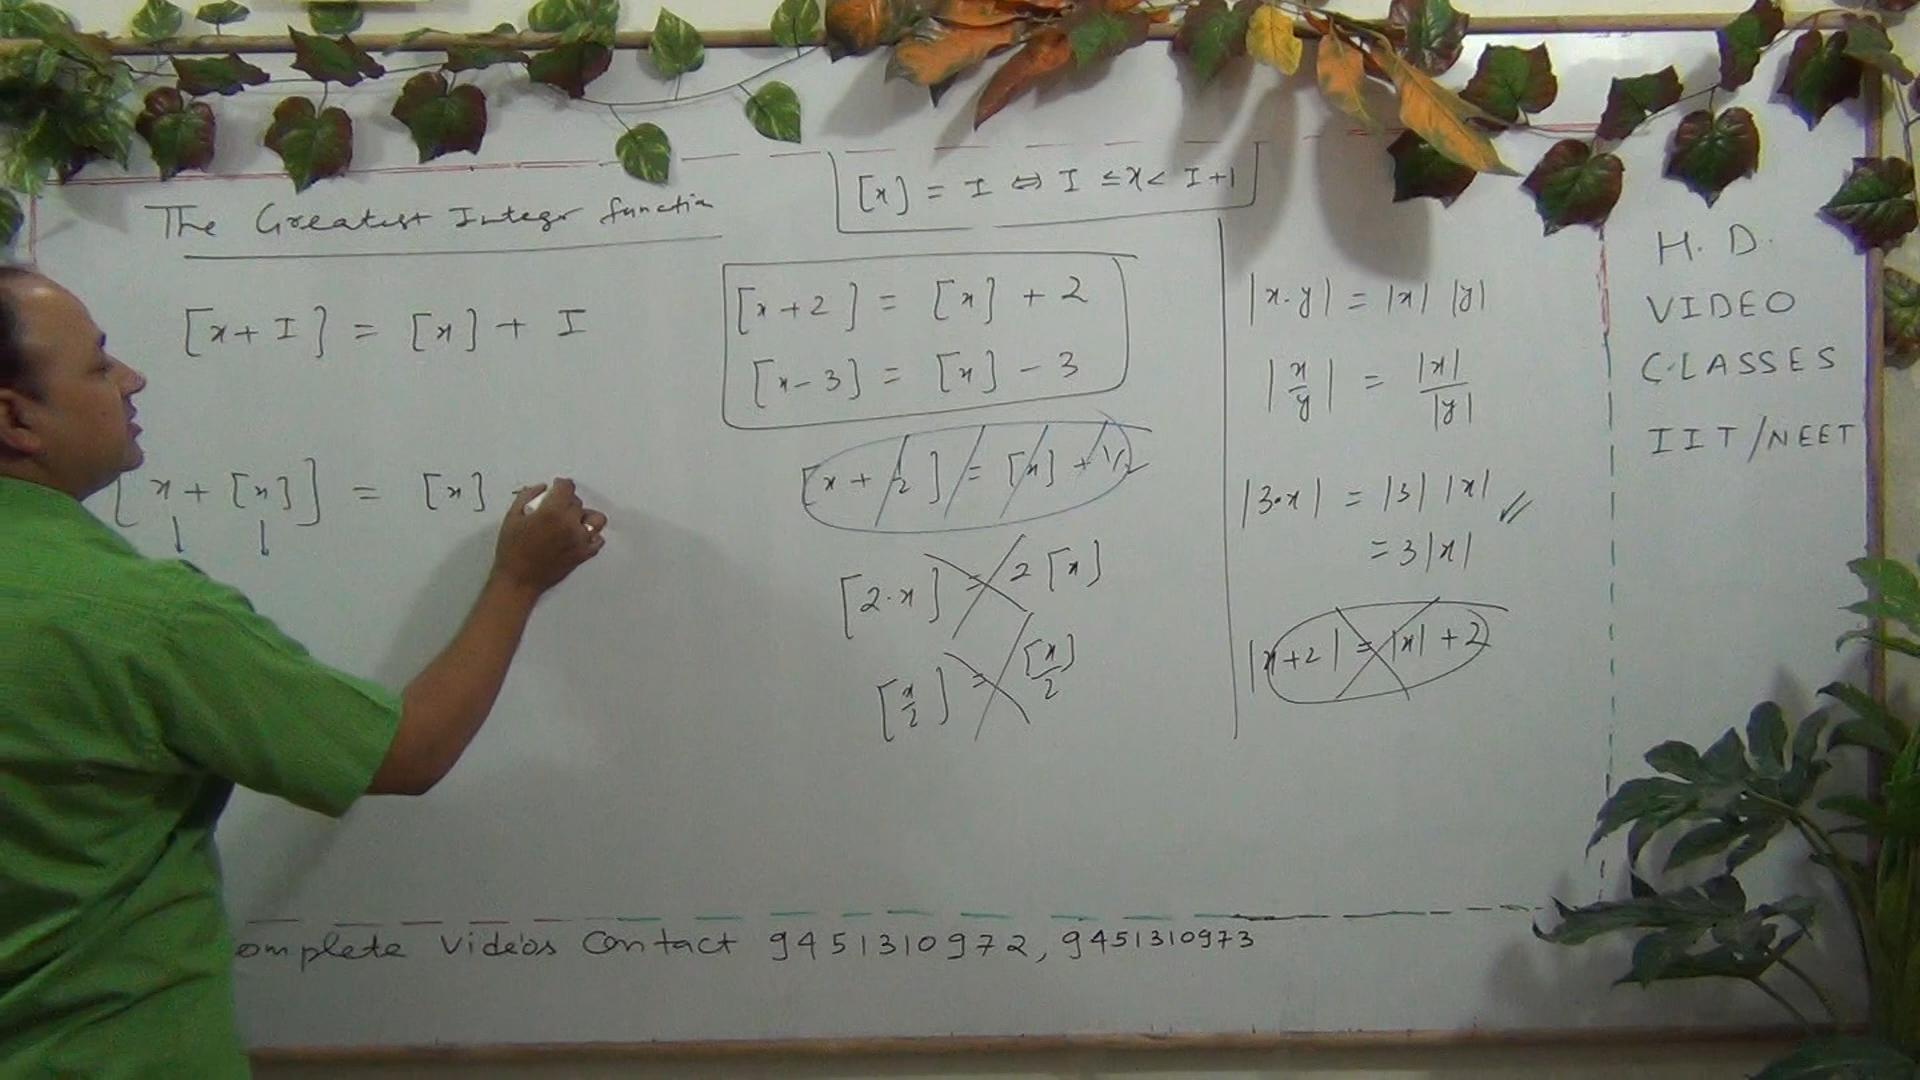 The Greatest Integr function
[x] = I ⇔ I ≤ x < I+1
[x + I] = [x] + I
[x + [x]] = [x]
[x + 2] = [x] + 2
[x - 3] = [x] - 3
[x + 1/2] = [x] + 1/2
[2·x] = 2[x]
[x/2] = [x]/2
|x·y| = |x| |y|
|x/y| = |x|/|y|
|3·x| = |3| |x| ✓
= 3|x|
|x+2| = |x| + 2
H. D.
VIDEO
CLASSES
IIT/NEET
omplete Videos Contact 9451310972, 9451310973